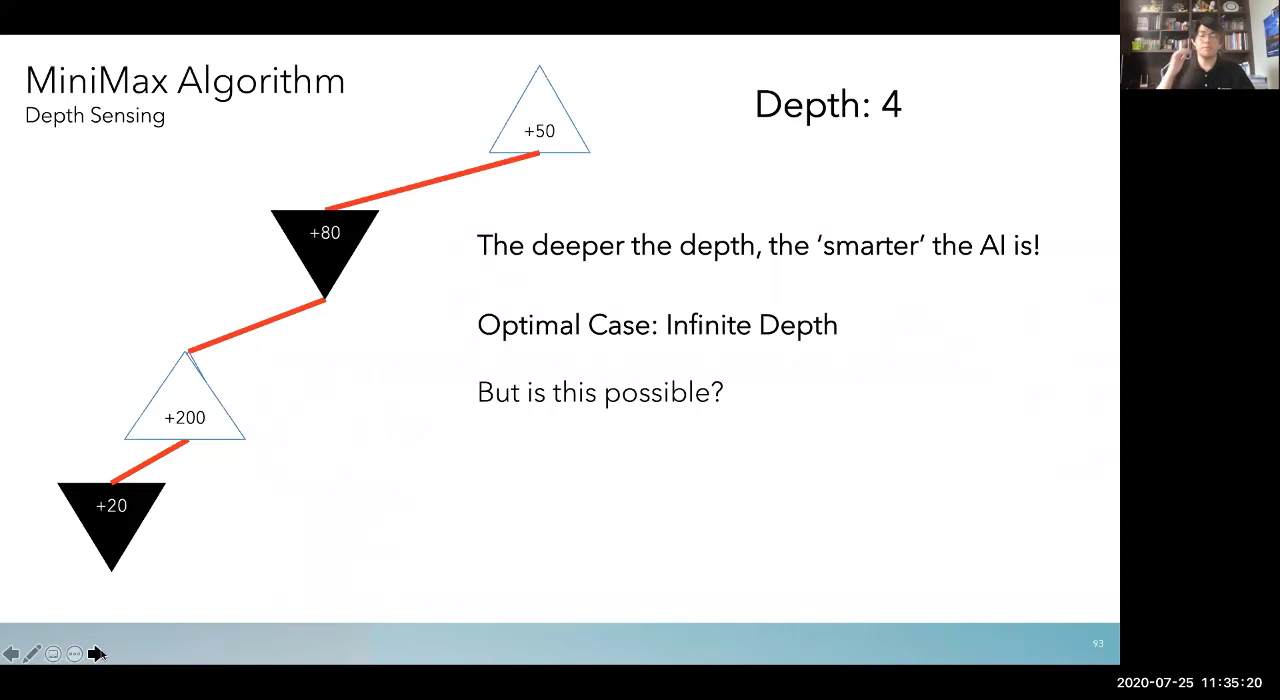 MiniMax Algorithm
Depth Sensing
Depth: 4
+50
+80
The deeper the depth, the ‘smarter’ the AI is!
Optimal Case: Infinite Depth
But is this possible?
+200
+20
93
2020-07-25 11:35:20